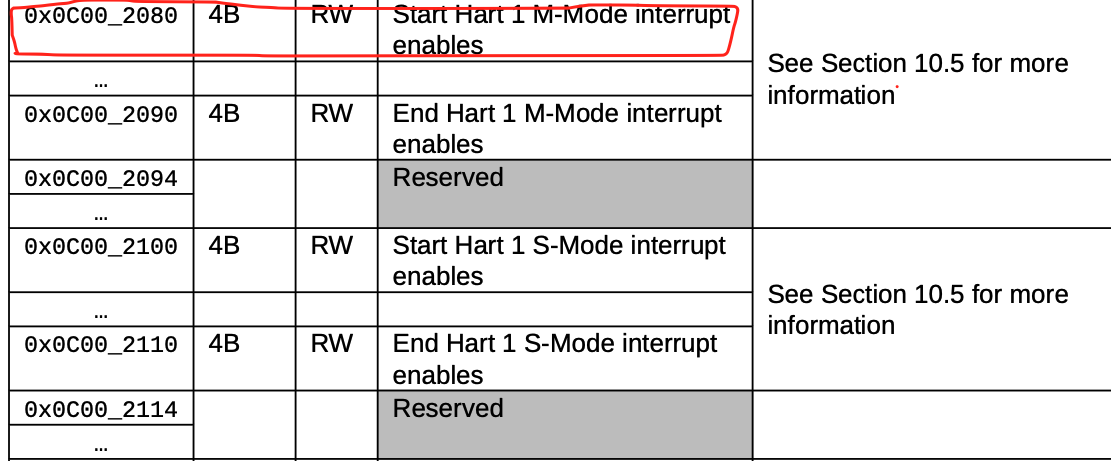 0x0C00_2080 4B RW Start Hart 1 M-Mode interrupt
enables
See Section 10.5 for more
information
…
0x0C00_2090 4B RW End Hart 1 M-Mode interrupt
enables
0x0C00_2094 Reserved
…
0x0C00_2100 4B RW Start Hart 1 S-Mode interrupt
enables
See Section 10.5 for more
information
…
0x0C00_2110 4B RW End Hart 1 S-Mode interrupt
enables
0x0C00_2114 Reserved
…